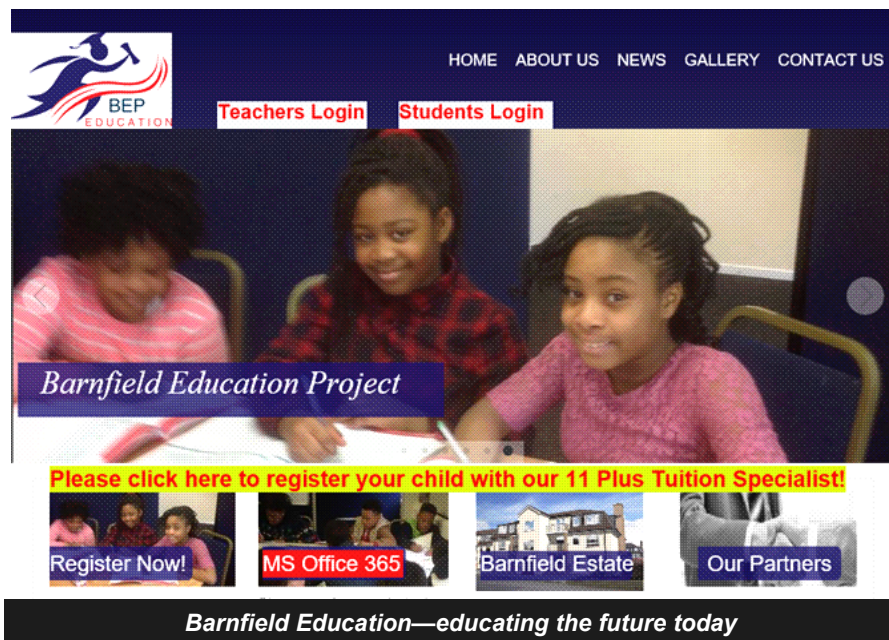 HOME ABOUT US NEWS GALLERY CONTACT US
BEP
EDUCATION
Teachers Login Students Login
Barnfield Education Project
Please click here to register your child with our 11 Plus Tuition Specialist!
Register Now! MS Office 365 Barnfield Estate Our Partners
Barnfield Education—educating the future today